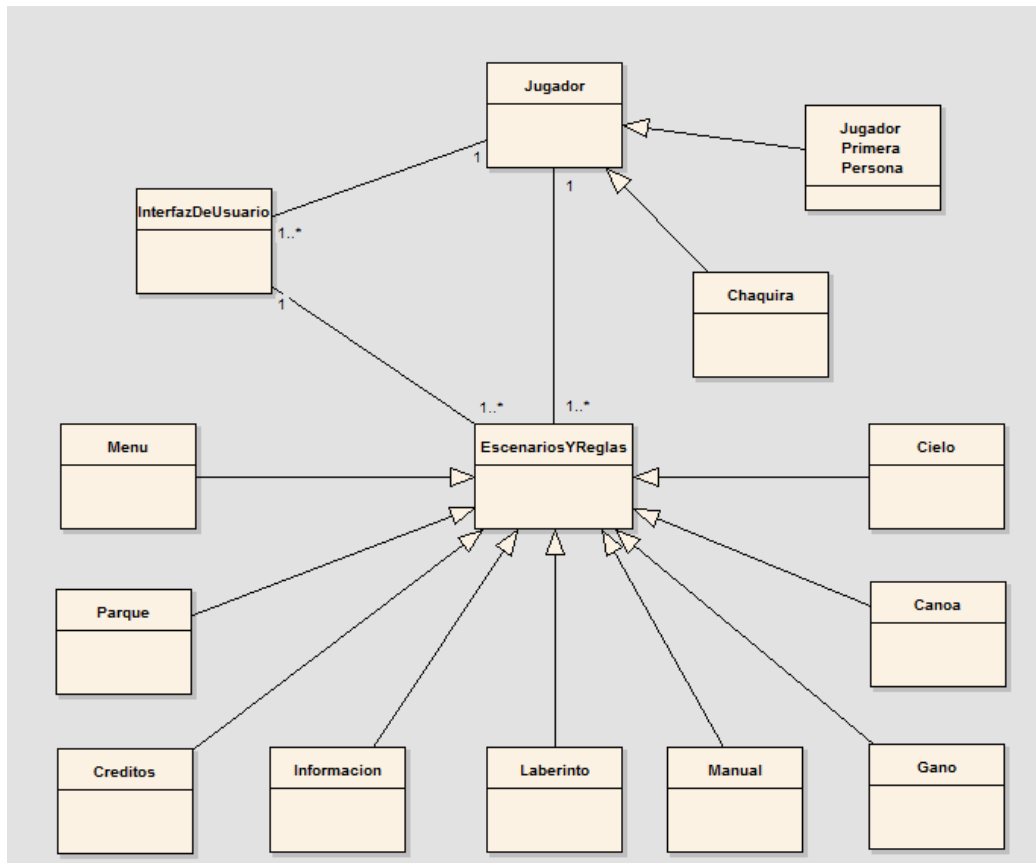 Jugador
Jugador
Primera
Persona
1
1
InterfazDeUsuario
1..*
1
Chaquira
1..*
1..*
Menu
EscenariosYReglas
Cielo
Parque
Canoa
Creditos
Informacion
Laberinto
Manual
Gano